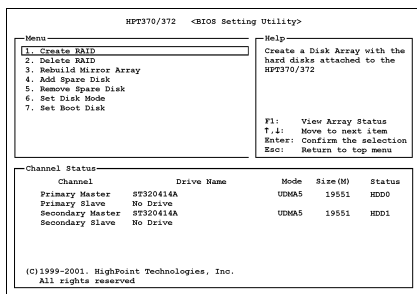 HPT370/372 <BIOS Setting Utility>
Menu
1. Create RAID
2. Delete RAID
3. Rebuild Mirror Array
4. Add Spare Disk
5. Remove Spare Disk
6. Set Disk Mode
7. Set Boot Disk
Help
Create a Disk Array with the
hard disks attached to the
HPT370/372
F1: View Array Status
↑,↓: Move to next item
Enter: Confirm the selection
Esc: Return to top menu
Channel Status
Channel Drive Name Mode Size(M) Status
Primary Master ST320414A UDMA5 19551 HDD0
Primary Slave No Drive
Secondary Master ST320414A UDMA5 19551 HDD1
Secondary Slave No Drive
(C)1999-2001. HighPoint Technologies, Inc.
All rights reserved